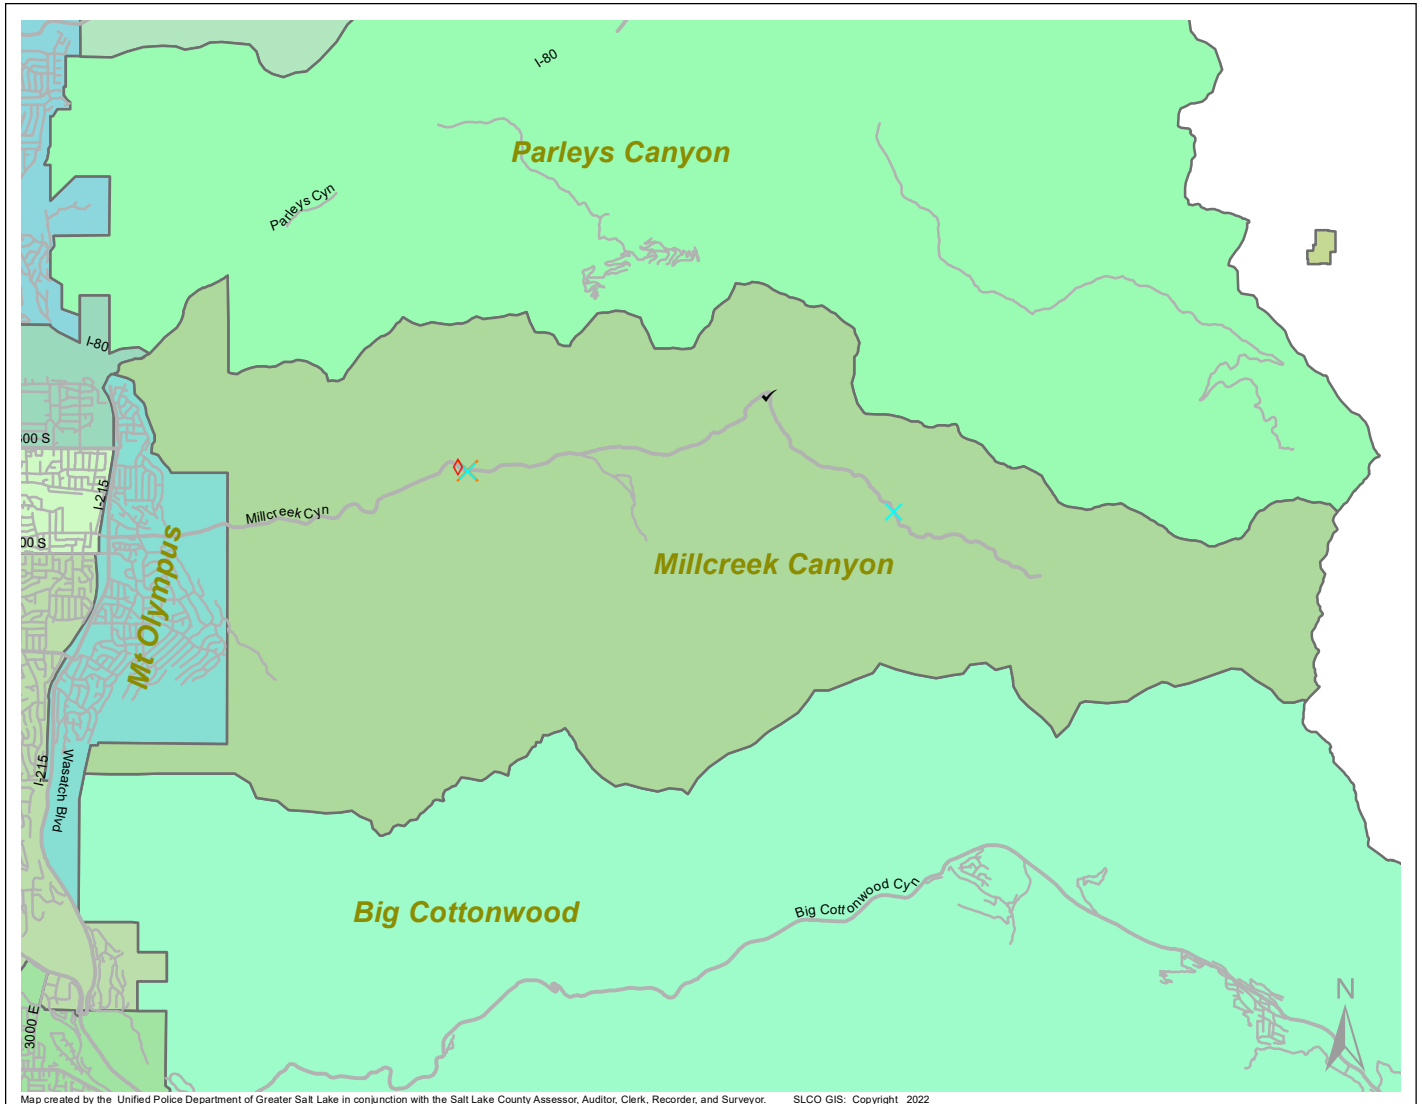 I-80
Parleys Canyon
Parleys Cyn
I-80
00 S
I-215
Millcreek Cyn
00 S
Mt Olympus
Millcreek Canyon
I-215
Wasatch Blvd
Big Cottonwood Cyn
Big Cottonwood
N
3000 E
Map created by the Unified Police Department of Greater Salt Lake in conjunction with the Salt Lake County Assessor, Auditor, Clerk, Recorder, and Surveyor. SLCO GIS: Copyright 2022